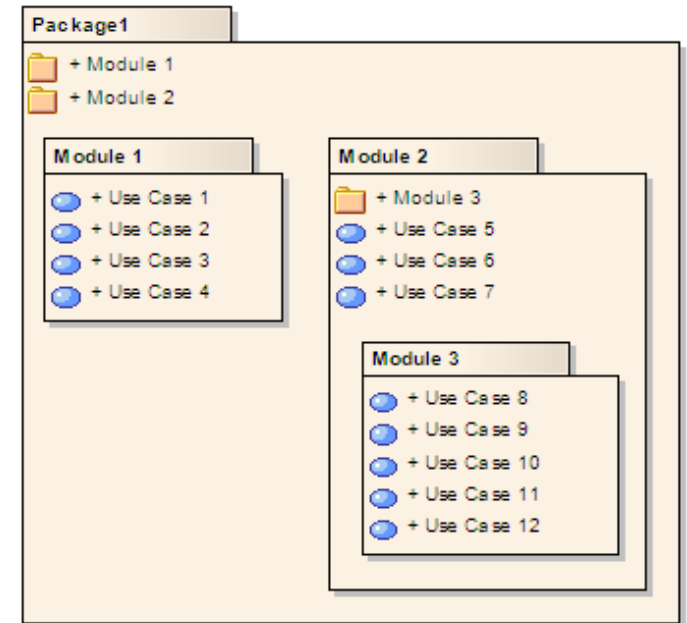 Package1
+ Module 1
+ Module 2
Module 1
+ Use Case 1
+ Use Case 2
+ Use Case 3
+ Use Case 4
Module 2
+ Module 3
+ Use Case 5
+ Use Case 6
+ Use Case 7
Module 3
+ Use Case 8
+ Use Case 9
+ Use Case 10
+ Use Case 11
+ Use Case 12